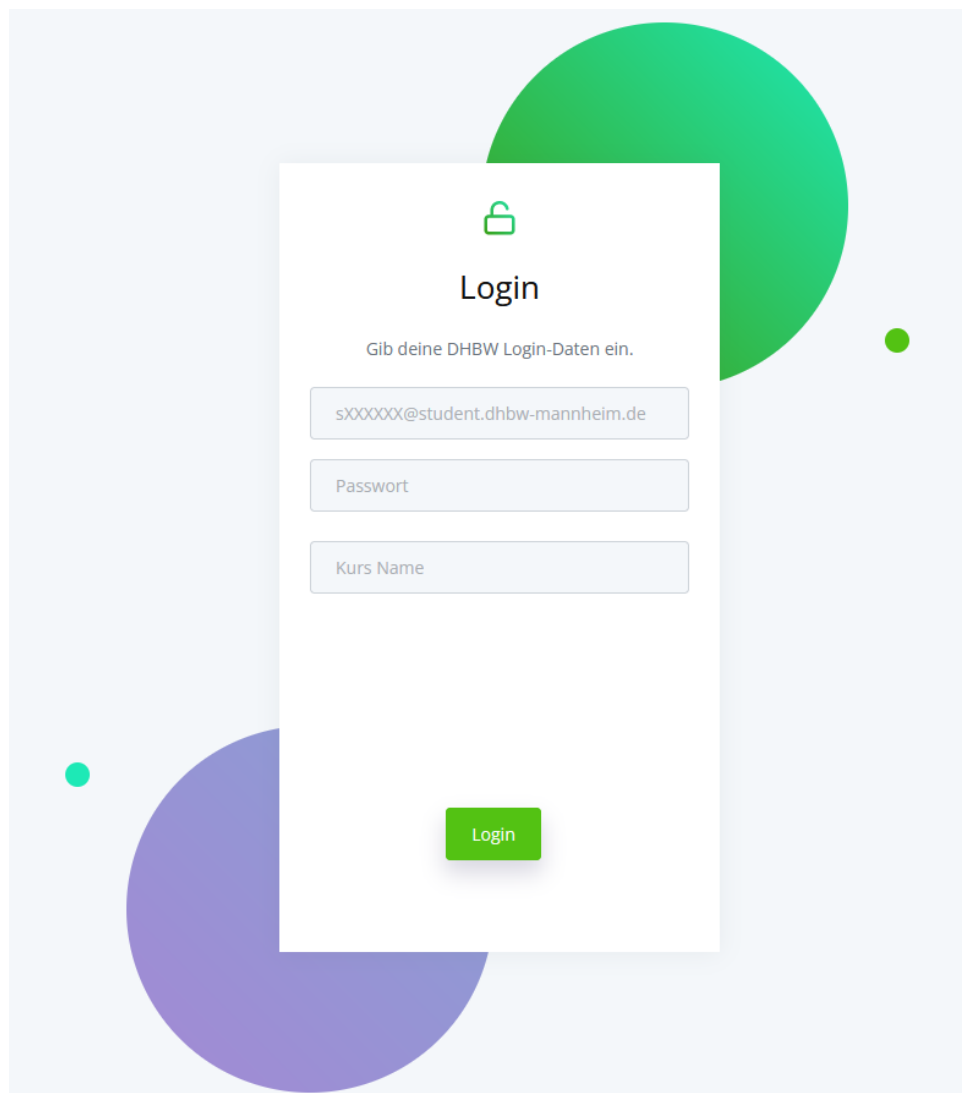 Login
Gib deine DHBW Login-Daten ein.
sXXXXXX@student.dhbw-mannheim.de
Passwort
Kurs Name
Login